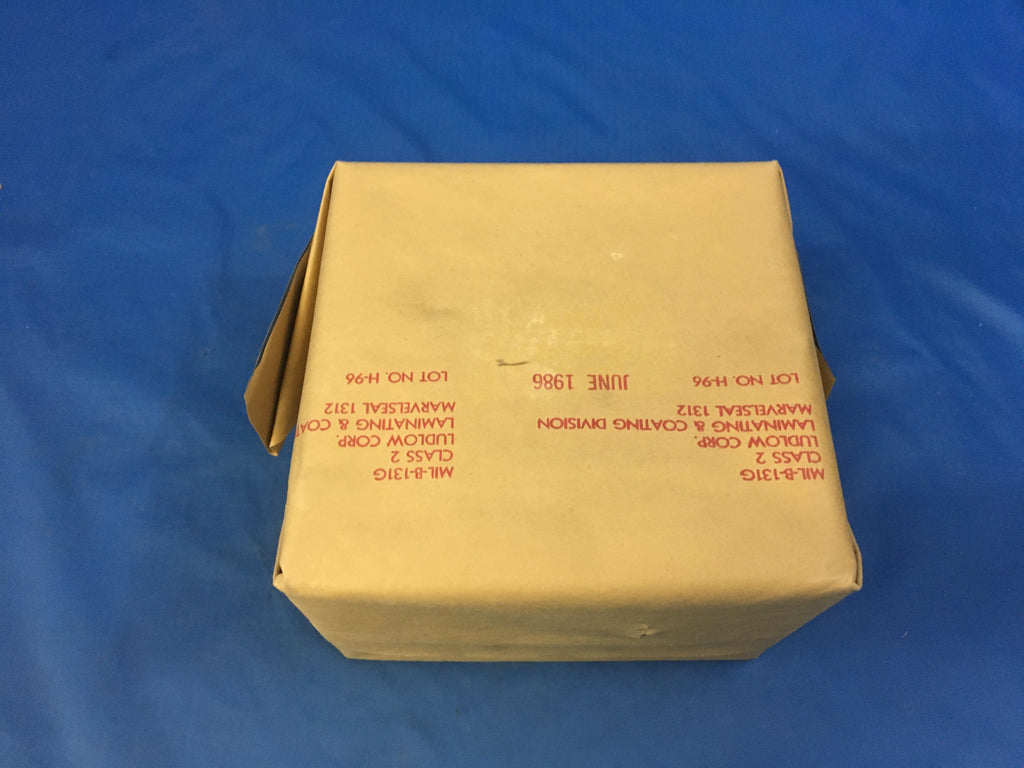 MIL-B-131G
CLASS 2
LUDLOW CORP.
LAMINATING & COATING DIVISION
MARVELSEAL 1312
LOT NO. H-96
JUNE 1986
MIL-B-131G
CLASS 2
LUDLOW CORP.
LAMINATING & COAT
MARVELSEAL 1312
LOT NO. H-96